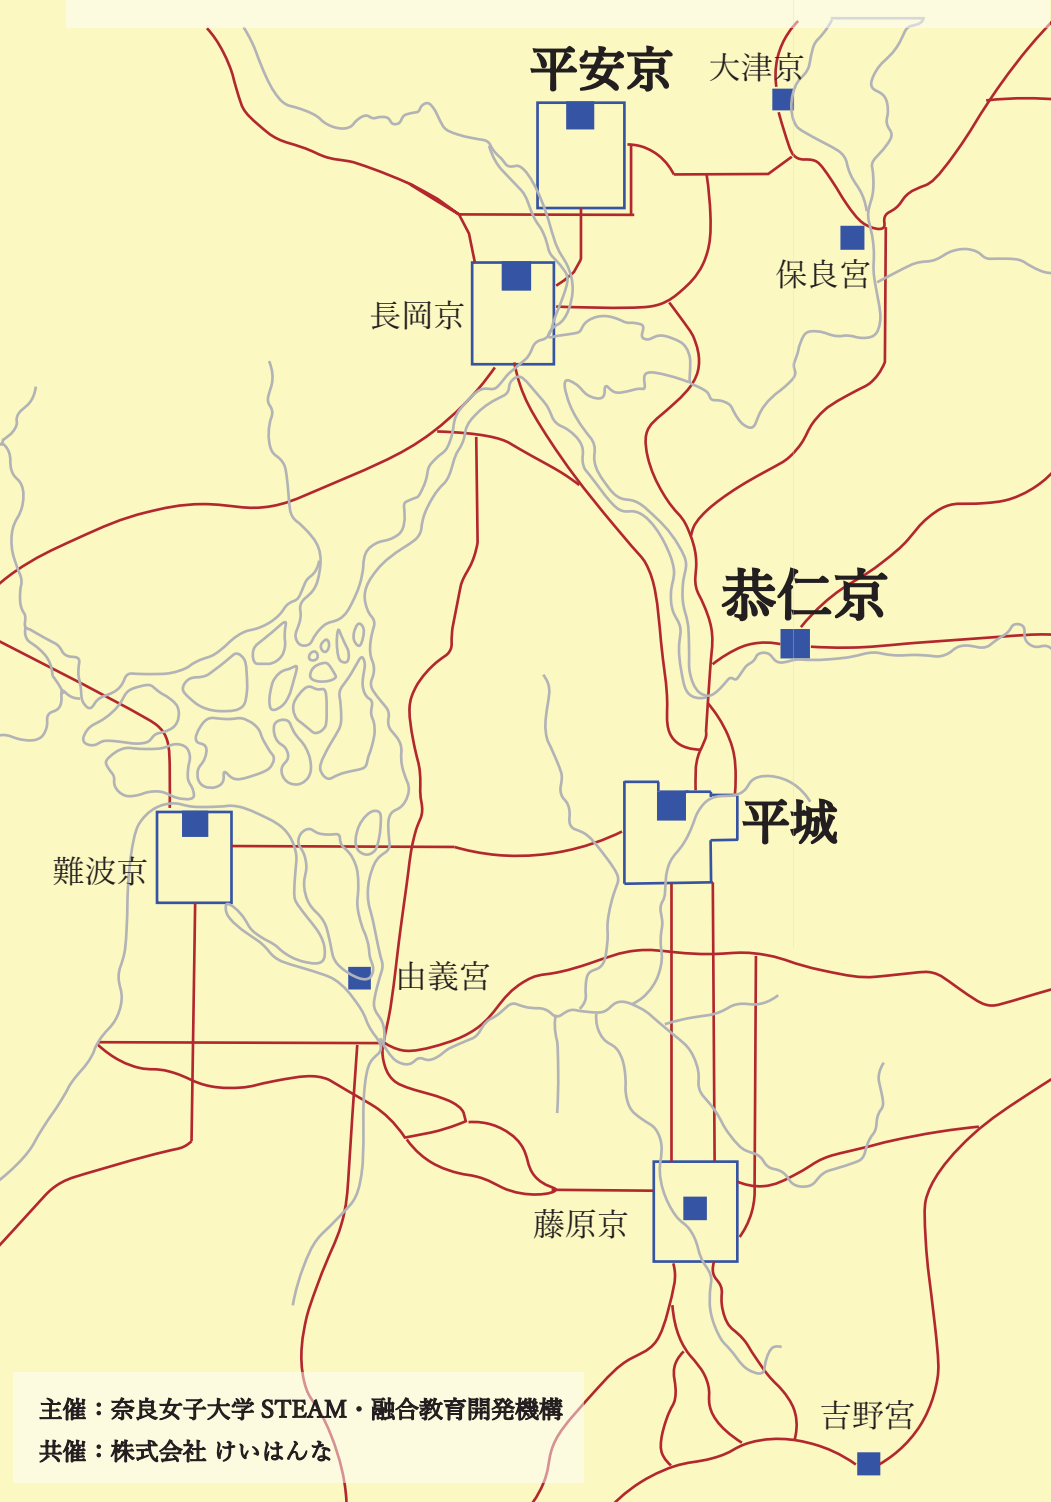 平安京
大津京
保良宮
長岡京
恭仁京
平城
難波京
由義宮
藤原京
吉野宮
主催：奈良女子大学 STEAM・融合教育開発機構
共催：株式会社 けいはんな